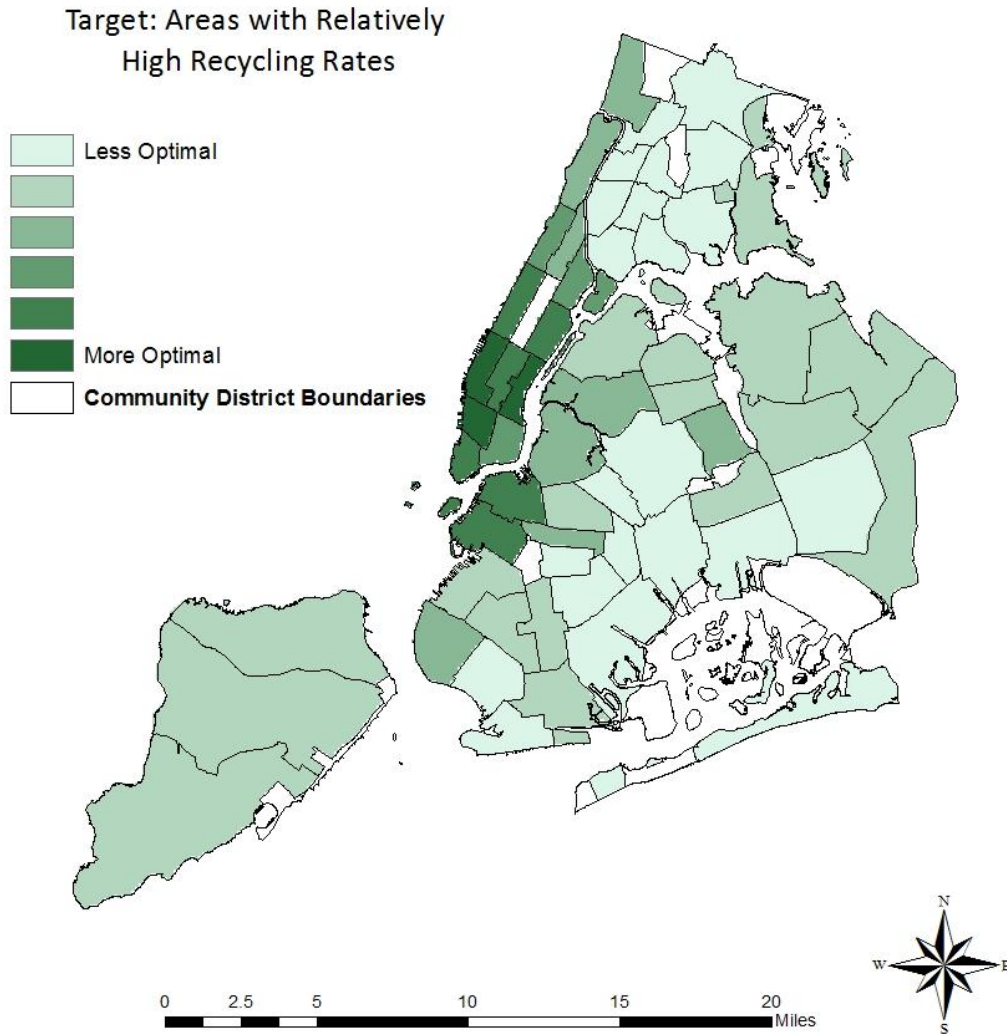 Target: Areas with Relatively
High Recycling Rates
Less Optimal
More Optimal
Community District Boundaries
N
W E
S
0 2.5 5 10 15 20
Miles